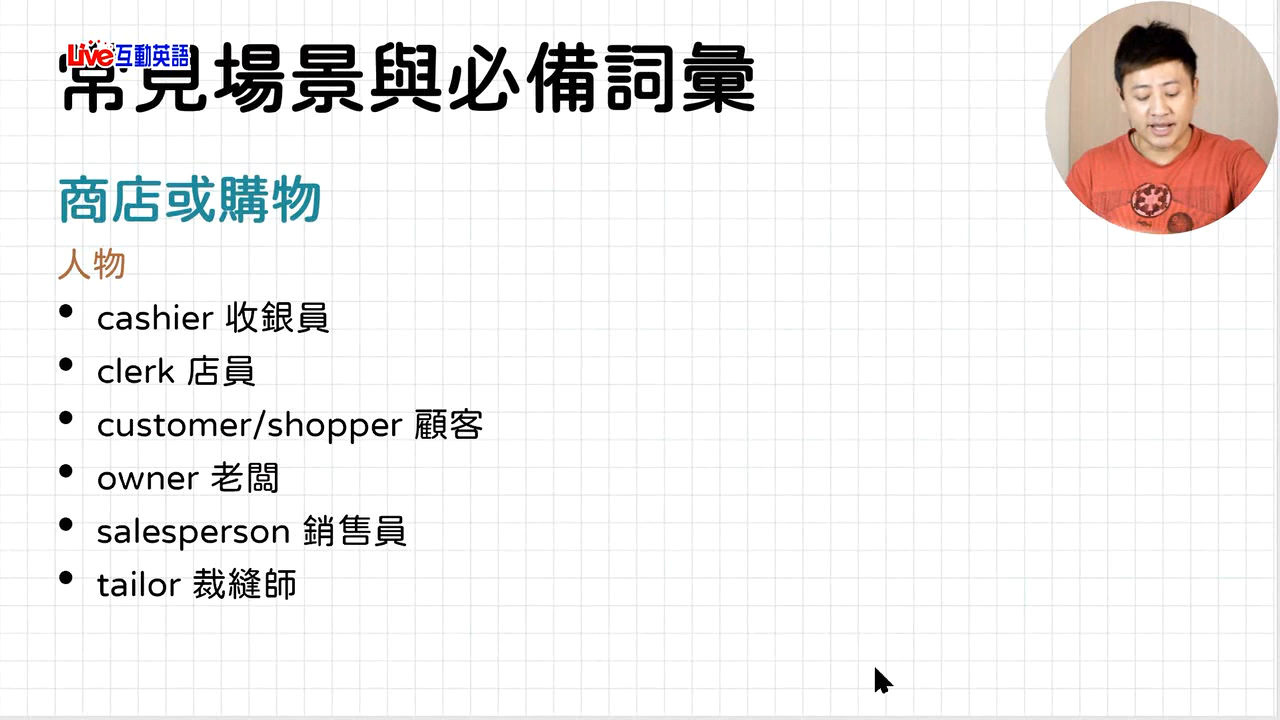 Live互動英語
常見場景與必備詞彙
商店或購物
人物
• cashier 收銀員
• clerk 店員
• customer/shopper 顧客
• owner 老闆
• salesperson 銷售員
• tailor 裁縫師